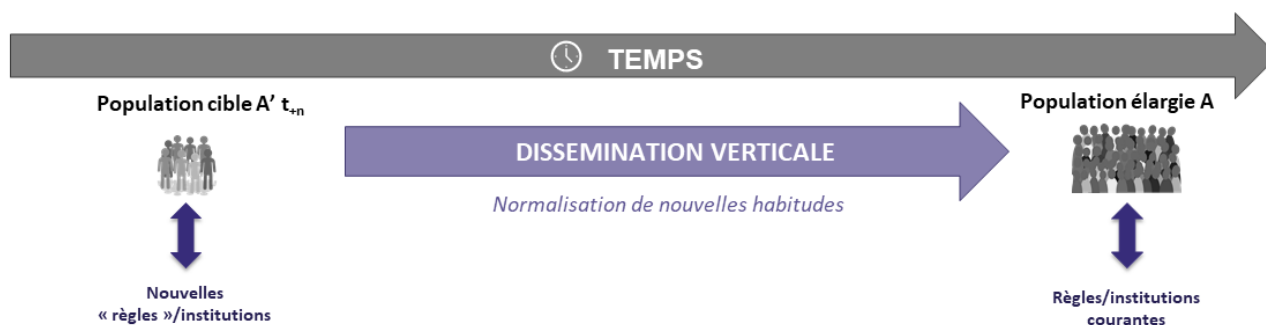 TEMPS
Population cible A’ t+n
Population élargie A
DISSEMINATION VERTICALE
Normalisation de nouvelles habitudes
Nouvelles
« règles »/institutions
Règles/institutions
courantes